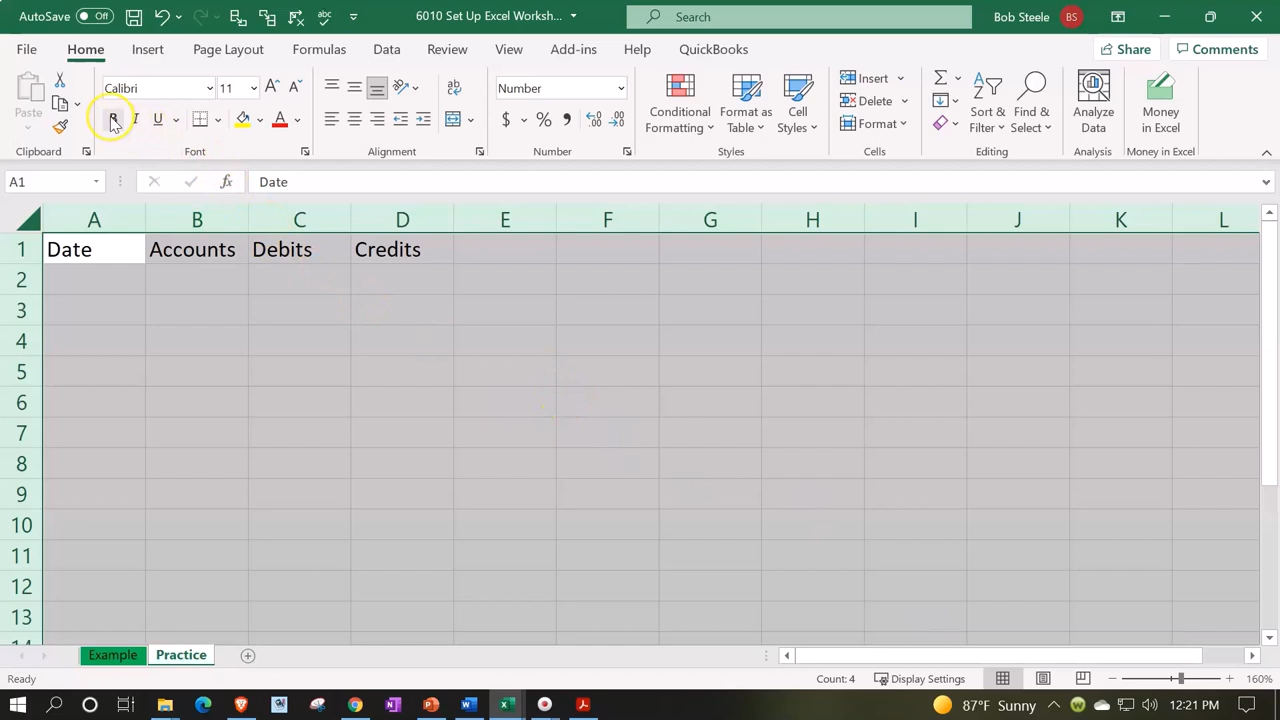 AutoSave Off 6010 Set Up Excel Worksh... Search Bob Steele BS
File Home Insert Page Layout Formulas Data Review View Add-ins Help QuickBooks Share Comments
Paste Calibri 11 Number Conditional Formatting Format as Table Cell Styles Insert Delete Format Sort & Filter Find & Select Analyze Data Money in Excel
Clipboard Font Alignment Number Styles Cells Editing Analysis Money in Excel
A1 fx Date
A B C D E F G H I J K L
1 Date Accounts Debits Credits
2
3
4
5
6
7
8
9
10
11
12
13
14
Example Practice
Ready Count: 4 Display Settings 160%
87°F Sunny 12:21 PM